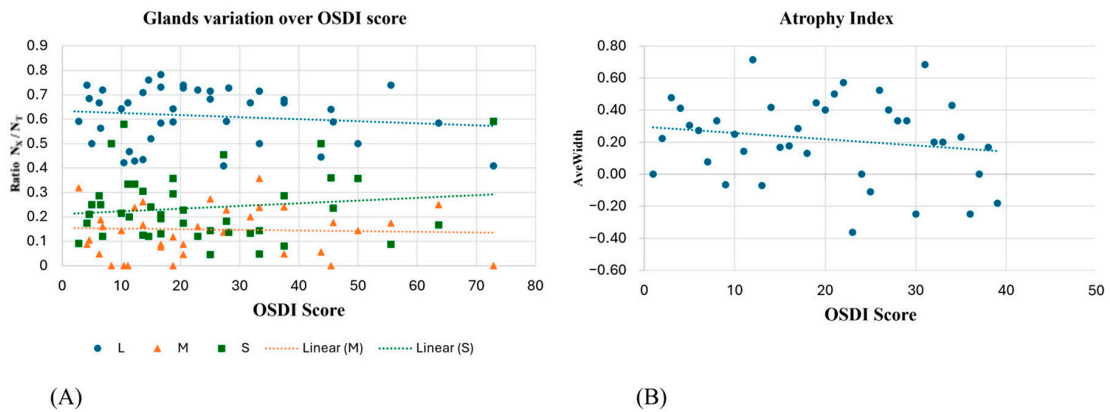 Glands variation over OSDI score
0.9
0.8
0.7
0.6
0.5
0.4
0.3
0.2
0.1
0
Ratio NX / NT
0 10 20 30 40 50 60 70 80
OSDI Score
L M S Linear (M) Linear (S)
(A)
Atrophy Index
0.80
0.60
0.40
0.20
0.00
−0.20
−0.40
−0.60
AveWidth
0 10 20 30 40 50
OSDI Score
(B)